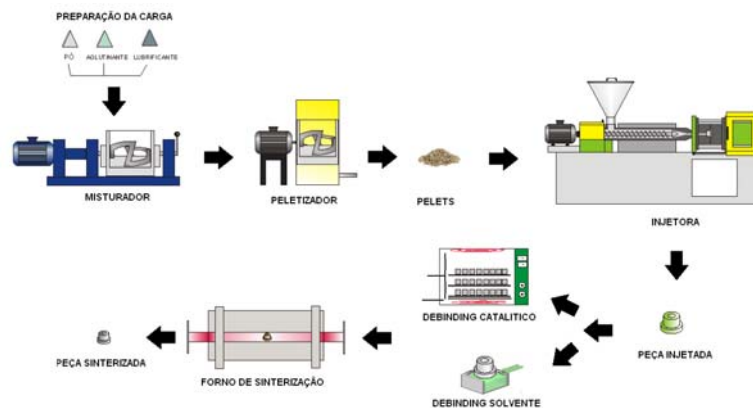 PREPARAÇÃO DA CARGA
PÓ AGLUTINANTE LUBRIFICANTE
MISTURADOR
PELETIZADOR
PELETS
INJETORA
DEBINDING CATALITICO
PEÇA SINTERIZADA
FORNO DE SINTERIZAÇÃO
PEÇA INJETADA
DEBINDING SOLVENTE